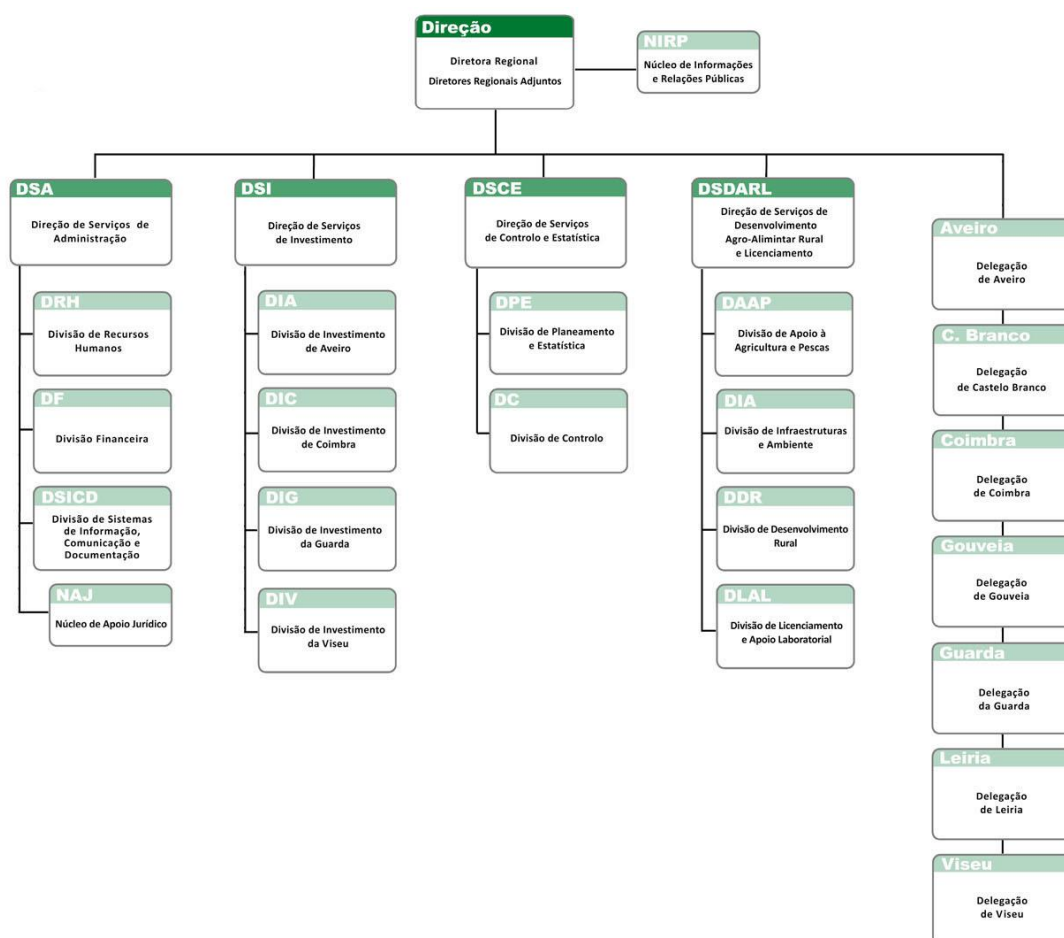 Direção
Diretora Regional
Diretores Regionais Adjuntos
NIRP
Núcleo de Informações
e Relações Públicas
DSA
Direção de Serviços de
Administração
DRH
Divisão de Recursos
Humanos
DF
Divisão Financeira
DSICD
Divisão de Sistemas
de Informação,
Comunicação e
Documentação
NAJ
Núcleo de Apoio Jurídico
DSI
Direção de Serviços
de Investimento
DIA
Divisão de Investimento
de Aveiro
DIC
Divisão de Investimento
de Coimbra
DIG
Divisão de Investimento
da Guarda
DIV
Divisão de Investimento
da Viseu
DSCE
Direção de Serviços
de Controlo e Estatística
DPE
Divisão de Planeamento
e Estatística
DC
Divisão de Controlo
DSDARL
Direção de Serviços de
Desenvolvimento
Agro-Alimintar Rural
e Licenciamento
DAAP
Divisão de Apoio à
Agricultura e Pescas
DIA
Divisão de Infraestruturas
e Ambiente
DDR
Divisão de Desenvolvimento
Rural
DLAL
Divisão de Licenciamento
e Apoio Laboratorial
Aveiro
Delegação
de Aveiro
C. Branco
Delegação
de Castelo Branco
Coimbra
Delegação
de Coimbra
Gouveia
Delegação
de Gouveia
Guarda
Delegação
da Guarda
Leiria
Delegação
de Leiria
Viseu
Delegação
de Viseu